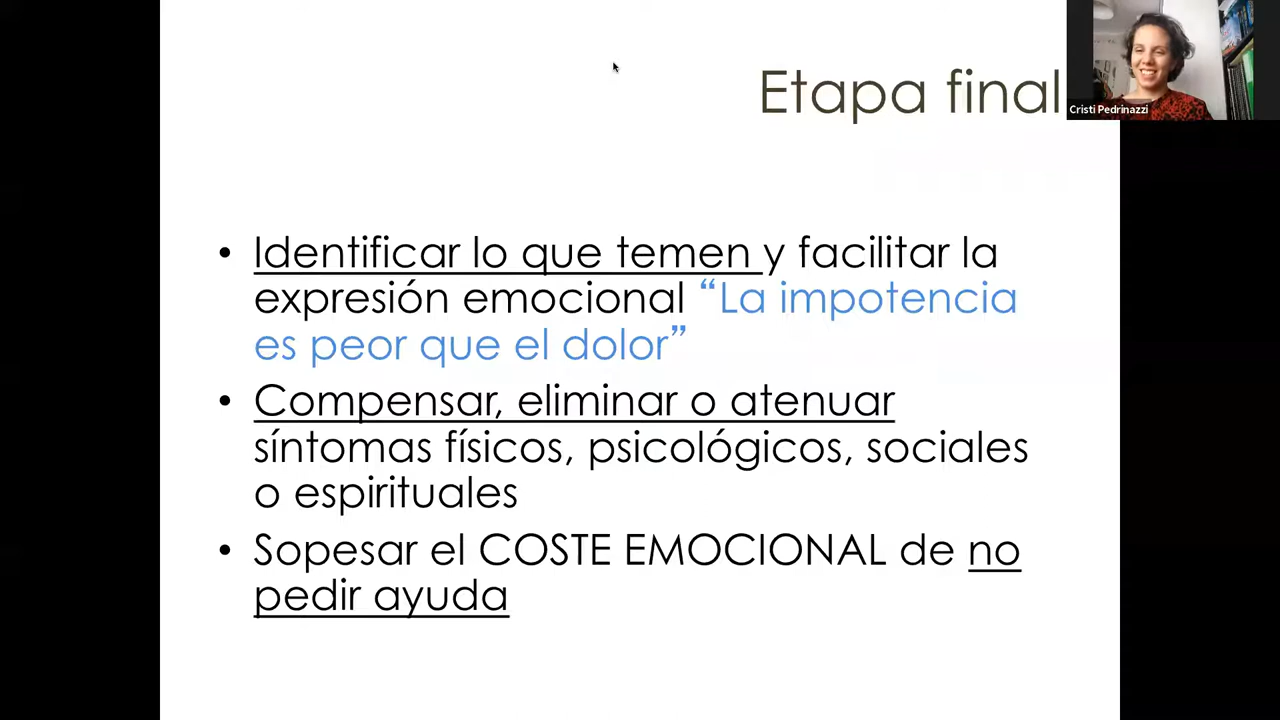 Etapa final
Cristi Pedrinazzi
• Identificar lo que temen y facilitar la
expresión emocional “La impotencia
es peor que el dolor”
• Compensar, eliminar o atenuar
síntomas físicos, psicológicos, sociales
o espirituales
• Sopesar el COSTE EMOCIONAL de no
pedir ayuda